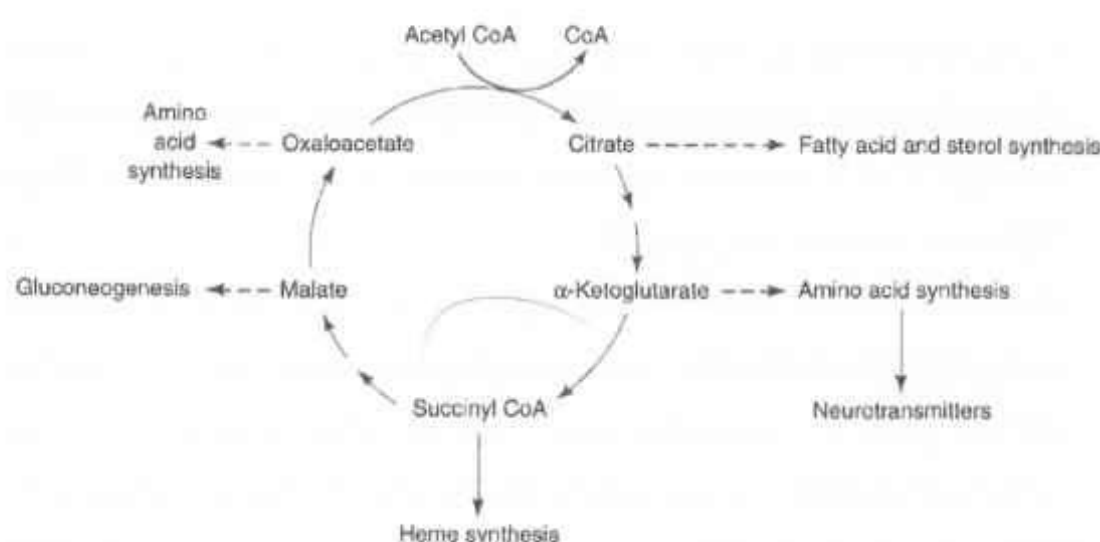 Acetyl CoA
CoA
Amino
acid
synthesis
Oxaloacetate
Citrate
Fatty acid and sterol synthesis
Gluconeogenesis
Malate
α-Ketoglutarate
Amino acid synthesis
Succinyl CoA
Neurotransmitters
Heme synthesis